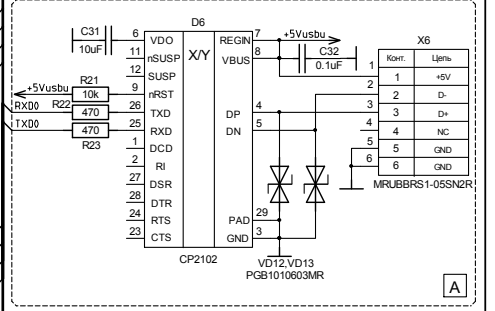 D6
C31
10uF
6 VDO
11 nSUSP
12 SUSP
9 nRST
26 TXD
25 RXD
1 DCD
2 RI
27 DSR
28 DTR
24 RTS
23 CTS
X/Y
REGIN 7
VBUS 8
DP 4
DN 5
PAD 29
GND 3
CP2102
+5Vusbu
R21
10k
RXD0 R22
470
TXD0
470
R23
+5Vusbu
C32
0.1uF
VD12,VD13
PGB1010603MR
X6
Конт. Цепь
1 1 +5V
2 2 D-
3 3 D+
4 4 NC
5 5 GND
6 6 GND
MRUBBRS1-05SN2R
A